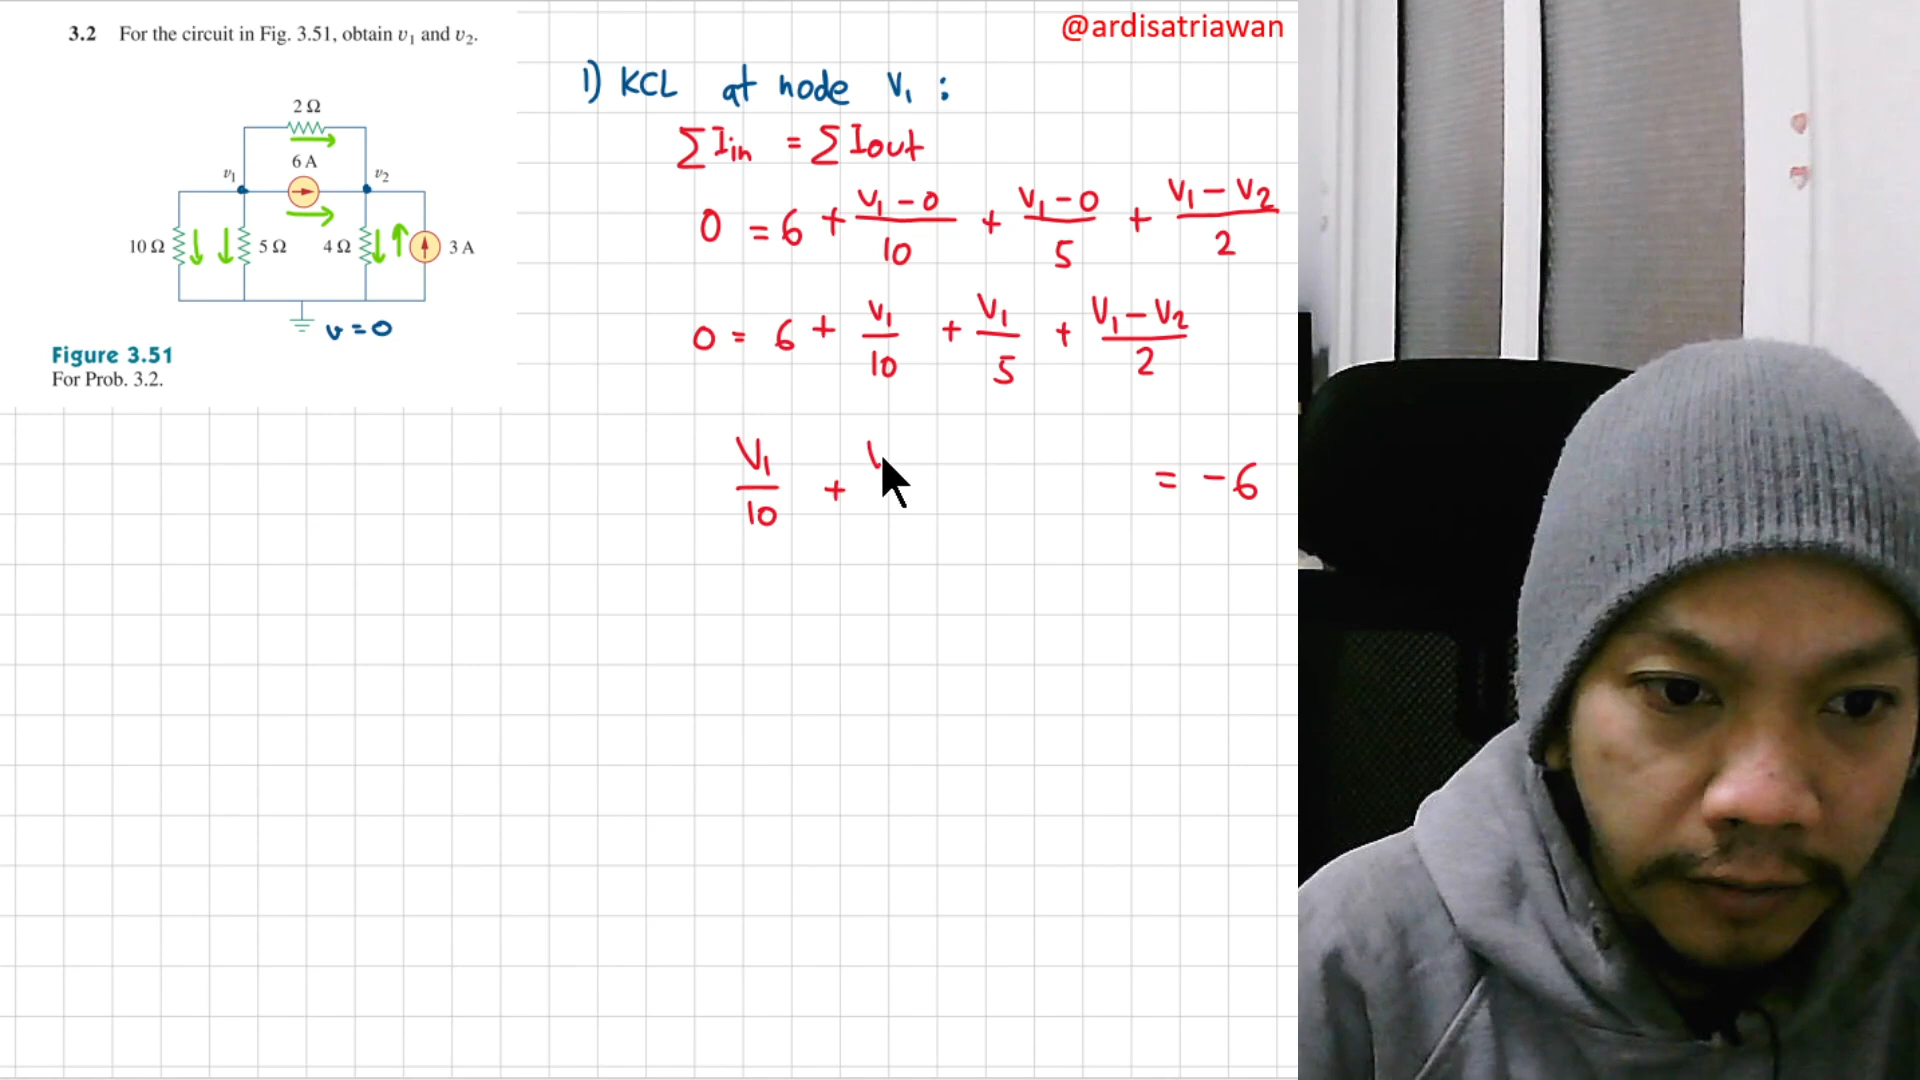 3.2 For the circuit in Fig. 3.51, obtain v₁ and v₂.
2 Ω
6 A
v₁
v₂
10 Ω
5 Ω
4 Ω
3 A
v = 0
Figure 3.51
For Prob. 3.2.
@ardisatriawan
1) KCL at node V₁ :
∑Iin = ∑Iout
0 = 6 + (V₁ - 0)/10 + (V₁ - 0)/5 + (V₁ - V₂)/2
0 = 6 + V₁/10 + V₁/5 + (V₁ - V₂)/2
V₁/10 + = -6